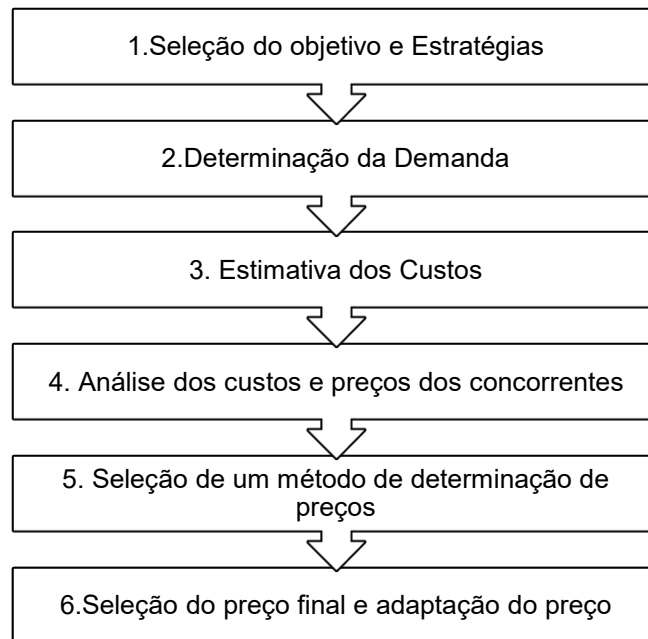 1.Seleção do objetivo e Estratégias
2.Determinação da Demanda
3. Estimativa dos Custos
4. Análise dos custos e preços dos concorrentes
5. Seleção de um método de determinação de
preços
6.Seleção do preço final e adaptação do preço